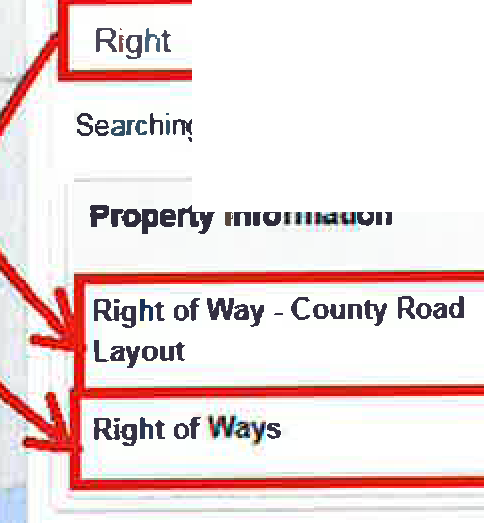 Right
Searching
Property Information
Right of Way - County Road
Layout
Right of Ways